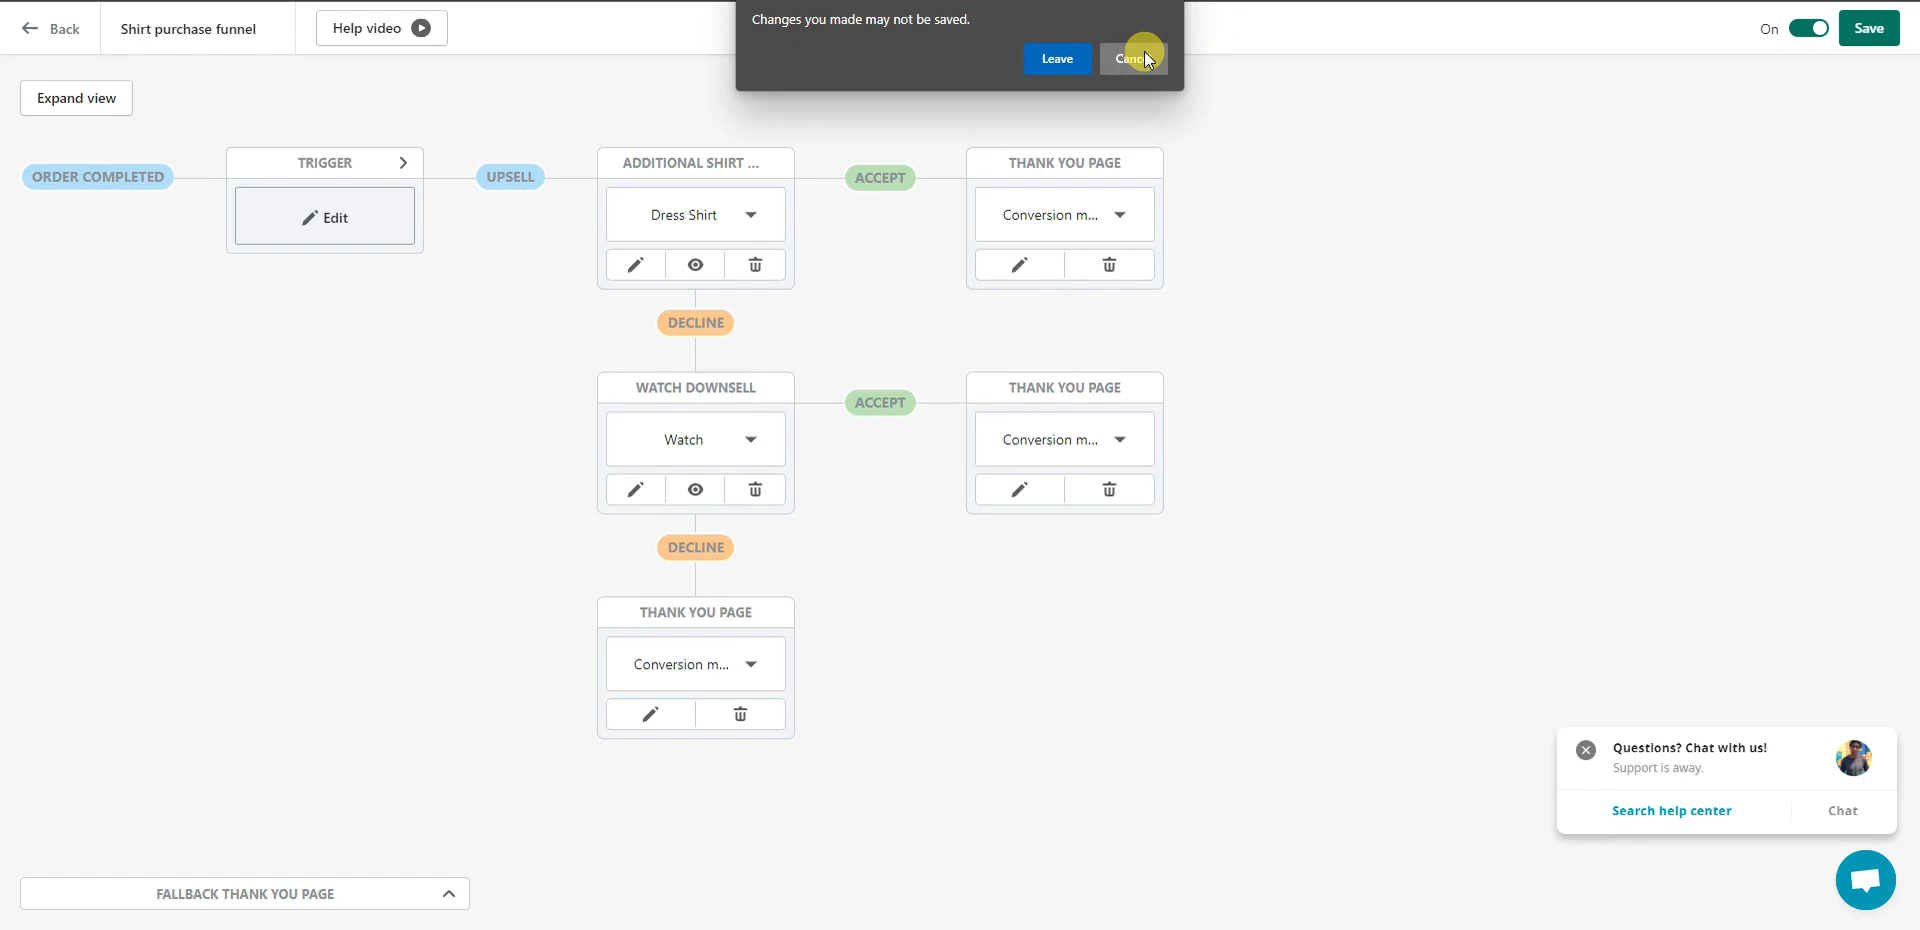 Changes you made may not be saved.
Leave
Back
Shirt purchase funnel
Help video
On
Save
Expand view
ORDER COMPLETED
TRIGGER
Edit
UPSELL
ADDITIONAL SHIRT ...
Dress Shirt
ACCEPT
THANK YOU PAGE
Conversion m...
DECLINE
WATCH DOWNSELL
Watch
ACCEPT
THANK YOU PAGE
Conversion m...
DECLINE
THANK YOU PAGE
Conversion m...
Questions? Chat with us!
Support is away.
Search help center
Chat
FALLBACK THANK YOU PAGE